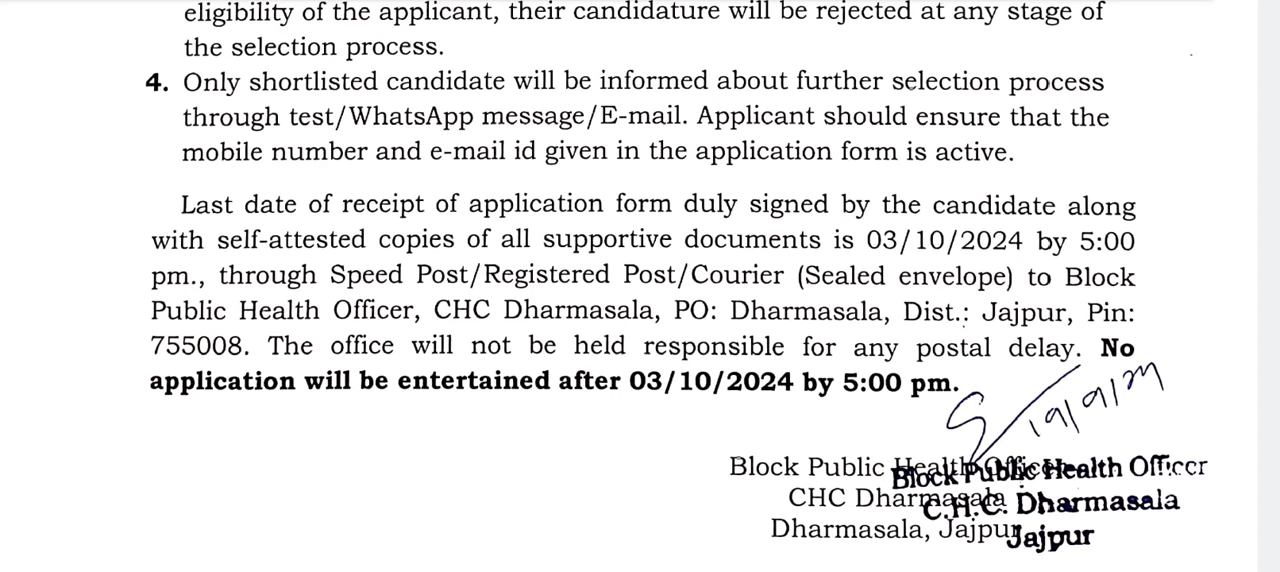 eligibility of the applicant, their candidature will be rejected at any stage of
the selection process.
4. Only shortlisted candidate will be informed about further selection process
through test/WhatsApp message/E-mail. Applicant should ensure that the
mobile number and e-mail id given in the application form is active.
Last date of receipt of application form duly signed by the candidate along
with self-attested copies of all supportive documents is 03/10/2024 by 5:00
pm., through Speed Post/Registered Post/Courier (Sealed envelope) to Block
Public Health Officer, CHC Dharmasala, PO: Dharmasala, Dist.: Jajpur, Pin:
755008. The office will not be held responsible for any postal delay. No
application will be entertained after 03/10/2024 by 5:00 pm.
19/9/24
Block Public Health Officer
CHC Dharmasala
Dharmasala, Jajpur
Block Public Health Officer
C.H.C. Dharmasala
Jajpur